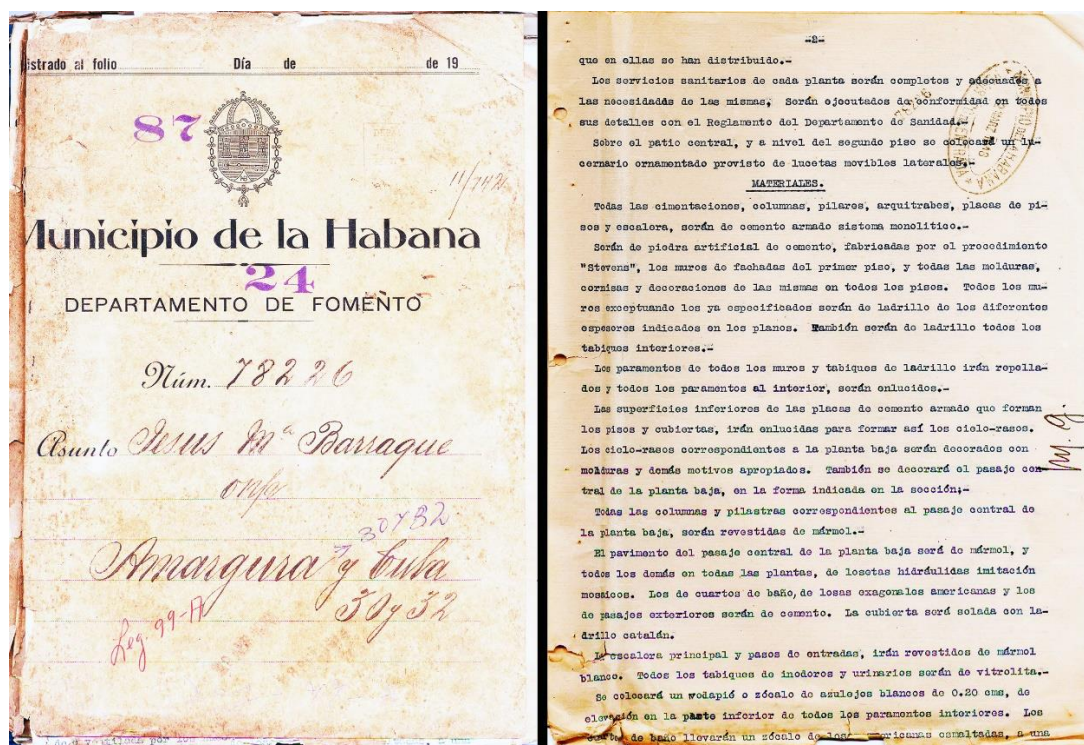 istrado al folio Día de de 19
87
11/7421
Municipio de la Habana
24
DEPARTAMENTO DE FOMENTO
Núm. 78226
Asunto Jesus Mª Barraque
30732
Amargura y Cuba
30 y 32
Leg. 99-A
-2-
que en ellas se han distribuido.-
Los servicios sanitarios de cada planta serán completos y adecuados a
las necesidades de las mismas, Serán ejecutados de conformidad en todos
sus detalles con el Reglamento del Departamento de Sanidad.-
Sobre el patio central, y a nivel del segundo piso se colocará un lu-
cernario ornamentado provisto de lucetas movibles laterales.-
MATERIALES.
Todas las cimentaciones, columnas, pilares, arquitrabes, placas de pi-
sos y escalera, serán de cemento armado sistema monolitico.-
Serán de piedra artificial de cemento, fabricadas por el procedimiento
"Stevens", los muros de fachadas del primer piso, y todas las molduras,
cornisas y decoraciones de las mismas en todos los pisos. Todos los mu-
ros exceptuando los ya especificados serán de ladrillo de los diferentes
espesores indicados en los planos. También serán de ladrillo todos los
tabiques interiores.-
Los paramentos de todos los muros y tabiques de ladrillo irán repella-
dos y todos los paramentos al interior, serán enlucidos.-
Las superficies inferiores de las placas de cemento armado que forman
los pisos y cubiertas, irán enlucidas para formar así los cielo-rasos.
Los cielo-rasos correspondientes a la planta baja serán decorados con
molduras y demás motivos apropiados. También se decorará el pasaje cen-
tral de la planta baja, en la forma indicada en la sección;-
Todas las columnas y pilastras correspondientes al pasaje central de
la planta baja, serán revestidas de mármol.-
El pavimento del pasaje central de la planta baja será de mármol, y
todos los demás en todas las plantas, de losetas hidráulidas imitación
mosaicos. Los de cuartos de baño, de losas exagonales americanas y los
de pasajes exteriores serán de cemento. La cubierta será solada con la-
drillo catalán.
La escalera principal y pasos de entradas, irán revestidos de mármol
blanco. Todos los tabiques de inodoros y urinarios serán de vitrolita.-
Se colocará un rodapié o zócalo de azulejos blancos de 0.20 cms, de
elevación en la parte inferior de todos los paramentos interiores. Los
de baño llevarán un zócalo de americanas esmaltadas, a una